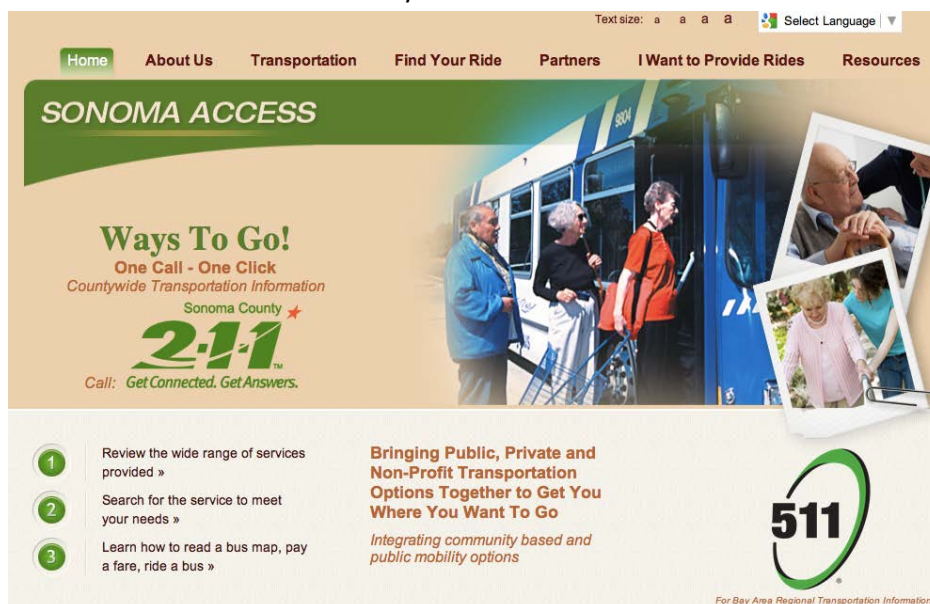 Text size: a a a a
Select Language ▼
Home About Us Transportation Find Your Ride Partners I Want to Provide Rides Resources
SONOMA ACCESS
9804
Ways To Go!
One Call - One Click
Countywide Transportation Information
Sonoma County
2·1·1™
Call: Get Connected. Get Answers.
1 Review the wide range of services
provided »
2 Search for the service to meet
your needs »
3 Learn how to read a bus map, pay
a fare, ride a bus »
Bringing Public, Private and
Non-Profit Transportation
Options Together to Get You
Where You Want To Go
Integrating community based and
public mobility options
511®
For Bay Area Regional Transportation Information